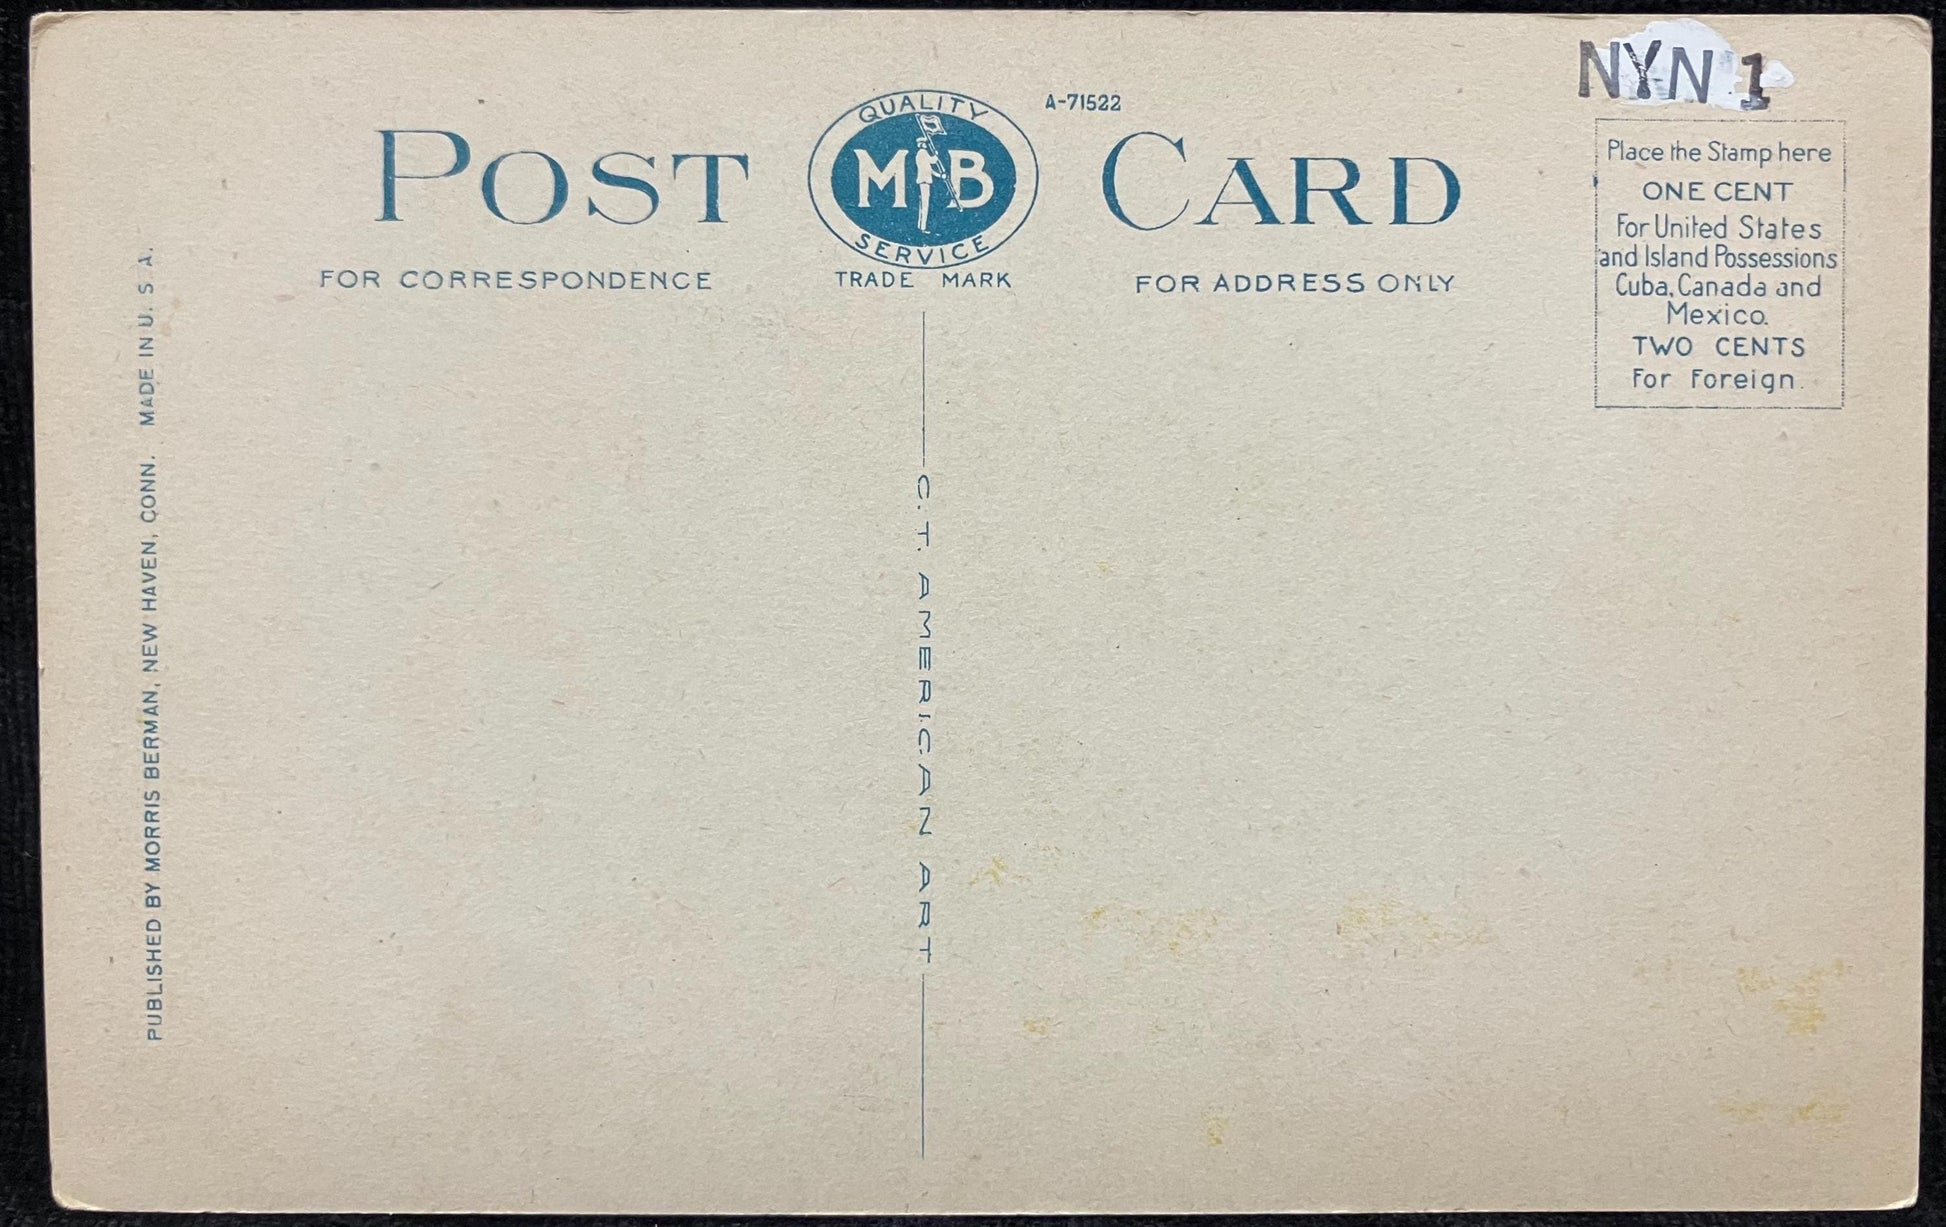 NYN 1
A-71522
QUALITY
POST M B CARD
SERVICE
FOR CORRESPONDENCE TRADE MARK FOR ADDRESS ONLY
Place the Stamp here
ONE CENT
For United States
and Island Possessions
Cuba, Canada and
Mexico.
TWO CENTS
For Foreign.
PUBLISHED BY MORRIS BERMAN, NEW HAVEN, CONN. MADE IN U. S. A.
C. T. AMERICAN ART